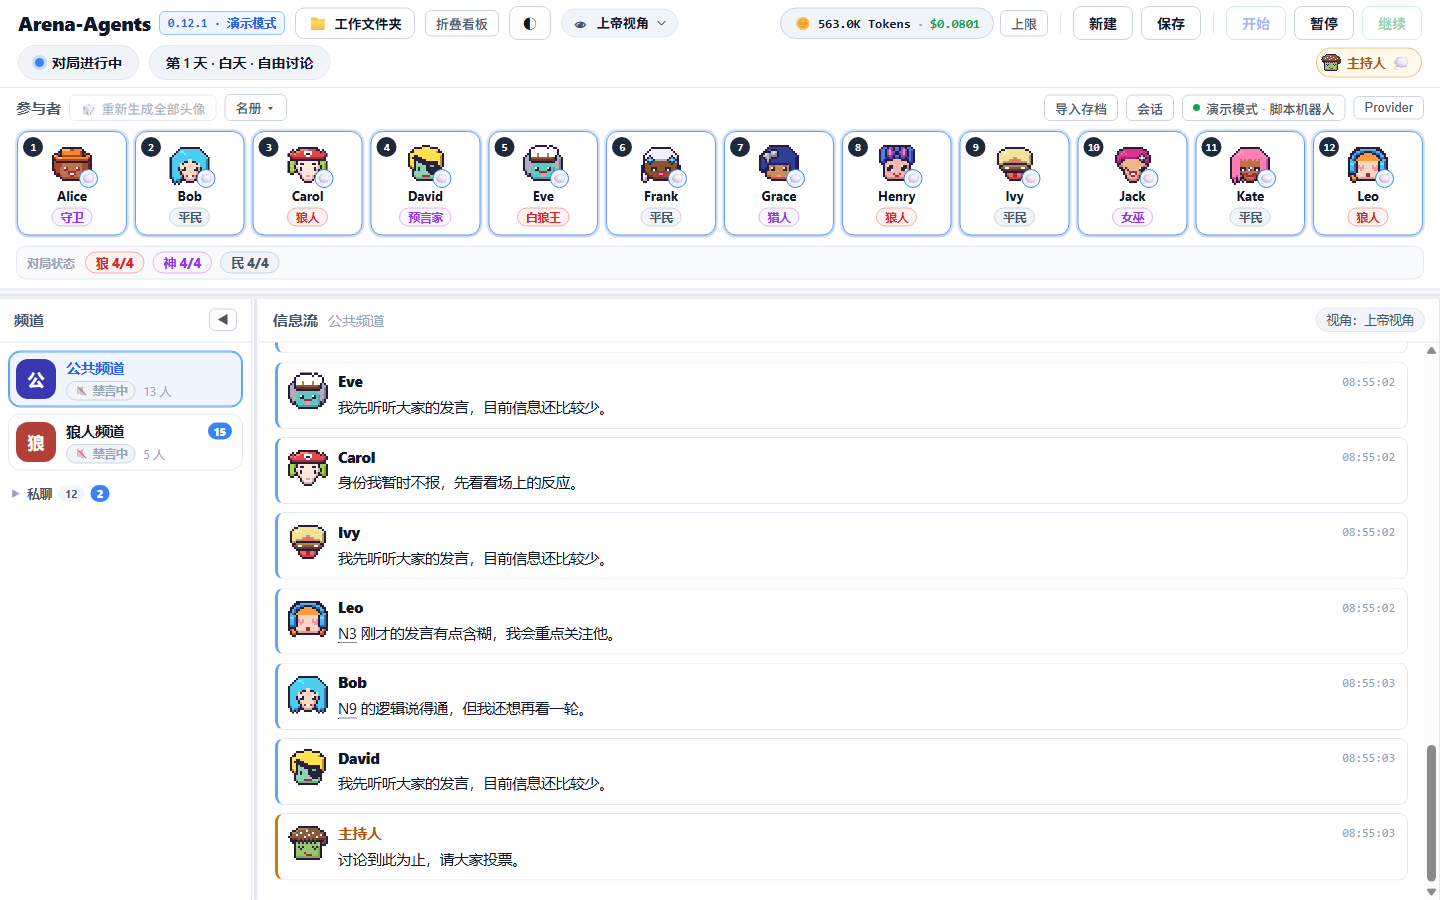 Arena-Agents 0.12.1 · 演示模式 工作文件夹 折叠看板 上帝视角 563.0K Tokens · $0.0801 上限 新建 保存 开始 暂停 继续
对局进行中 第 1 天 · 白天 · 自由讨论 主持人
参与者 重新生成全部头像 名册 导入存档 会话 演示模式 · 脚本机器人 Provider
1 2 3 4 5 6 7 8 9 10 11 12
Alice Bob Carol David Eve Frank Grace Henry Ivy Jack Kate Leo
守卫 平民 狼人 预言家 白狼王 平民 猎人 狼人 平民 女巫 平民 狼人
对局状态 狼 4/4 神 4/4 民 4/4
频道
公 公共频道
禁言中 13 人
狼 狼人频道 15
禁言中 5 人
私聊 12 2
信息流 公共频道 视角：上帝视角
Eve 08:55:02
我先听听大家的发言，目前信息还比较少。
Carol 08:55:02
身份我暂时不报，先看看场上的反应。
Ivy 08:55:02
我先听听大家的发言，目前信息还比较少。
Leo 08:55:02
N3 刚才的发言有点含糊，我会重点关注他。
Bob 08:55:03
N9 的逻辑说得通，但我还想再看一轮。
David 08:55:03
我先听听大家的发言，目前信息还比较少。
主持人 08:55:03
讨论到此为止，请大家投票。